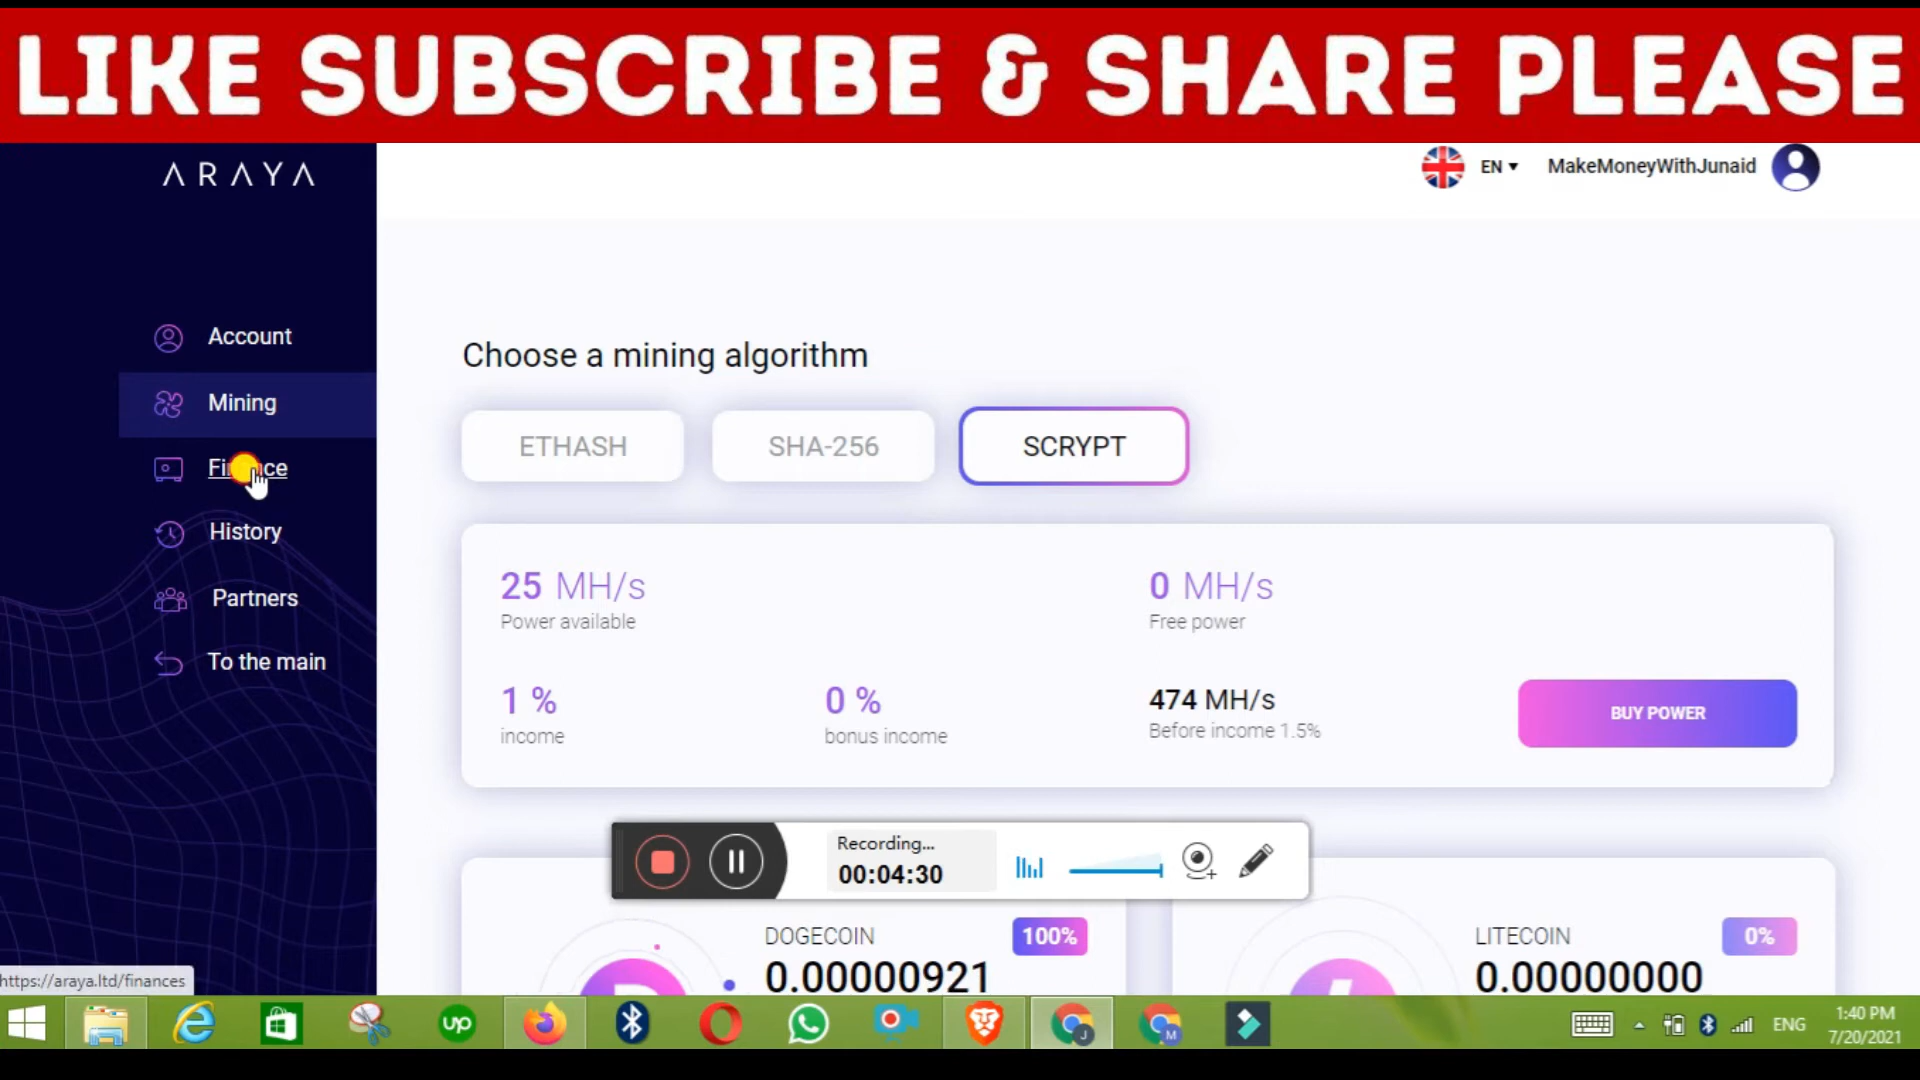 LIKE SUBSCRIBE & SHARE PLEASE
ARAYA
EN
MakeMoneyWithJunaid
Account
Mining
History
Partners
To the main
Choose a mining algorithm
ETHASH
SHA-256
SCRYPT
25 MH/s
Power available
0 MH/s
Free power
1 %
income
0 %
bonus income
474 MH/s
Before income 1.5%
BUY POWER
Recording...
00:04:30
DOGECOIN
100%
0.00000921
LITECOIN
0%
0.00000000
https://araya.ltd/finances
up
J
M
ENG
1:40 PM
7/20/2021